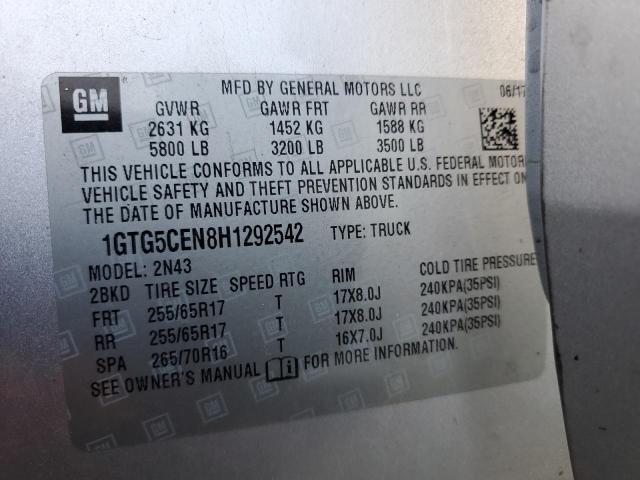 GM
MFD BY GENERAL MOTORS LLC 06/17
GVWR GAWR FRT GAWR RR
2631 KG 1452 KG 1588 KG
5800 LB 3200 LB 3500 LB
THIS VEHICLE CONFORMS TO ALL APPLICABLE U.S. FEDERAL MOTOR
VEHICLE SAFETY AND THEFT PREVENTION STANDARDS IN EFFECT ON
THE DATE OF MANUFACTURE SHOWN ABOVE.
1GTG5CEN8H1292542 TYPE: TRUCK
MODEL: 2N43
2BKD TIRE SIZE SPEED RTG RIM COLD TIRE PRESSURE
FRT 255/65R17 T 17X8.0J 240KPA(35PSI)
RR 255/65R17 T 17X8.0J 240KPA(35PSI)
SPA 265/70R16 T 16X7.0J 240KPA(35PSI)
SEE OWNER'S MANUAL FOR MORE INFORMATION.